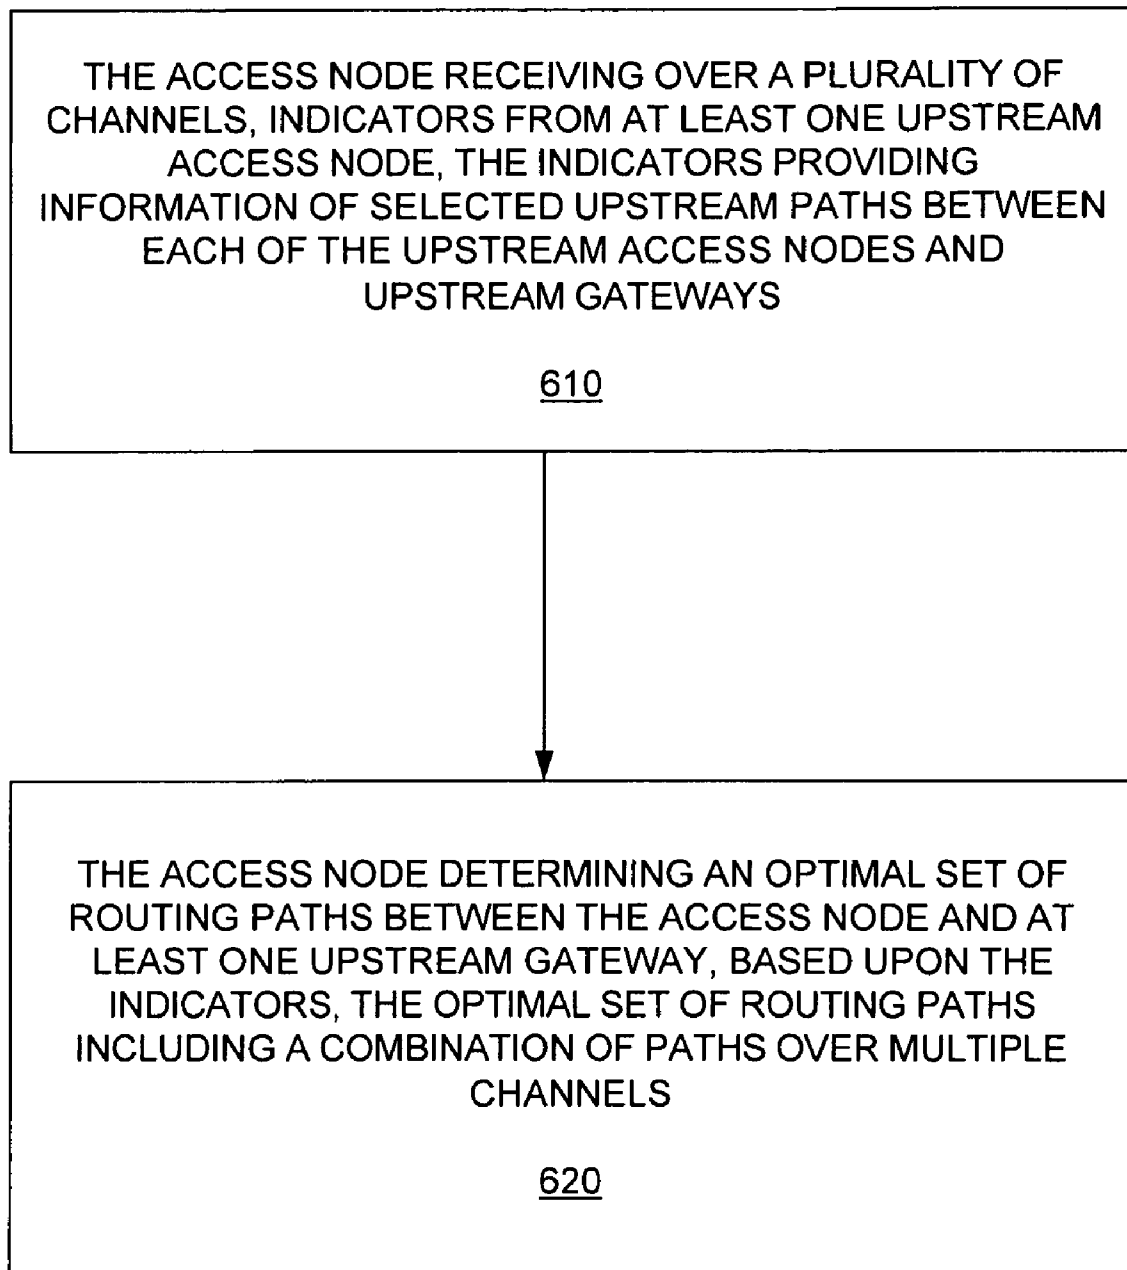 THE ACCESS NODE RECEIVING OVER A PLURALITY OF
CHANNELS, INDICATORS FROM AT LEAST ONE UPSTREAM
ACCESS NODE, THE INDICATORS PROVIDING
INFORMATION OF SELECTED UPSTREAM PATHS BETWEEN
EACH OF THE UPSTREAM ACCESS NODES AND
UPSTREAM GATEWAYS
610
THE ACCESS NODE DETERMINING AN OPTIMAL SET OF
ROUTING PATHS BETWEEN THE ACCESS NODE AND AT
LEAST ONE UPSTREAM GATEWAY, BASED UPON THE
INDICATORS, THE OPTIMAL SET OF ROUTING PATHS
INCLUDING A COMBINATION OF PATHS OVER MULTIPLE
CHANNELS
620